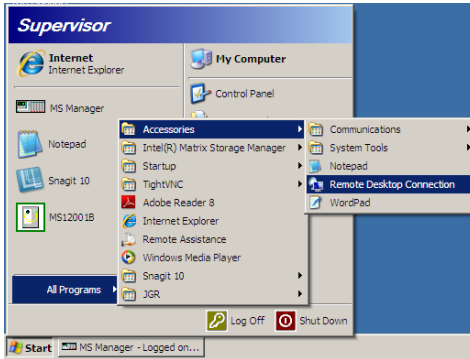 Supervisor
Internet
Internet Explorer
My Computer
MS Manager
Control Panel
Notepad
Snagit 10
MS12001B
All Programs
Accessories
Intel(R) Matrix Storage Manager
Startup
TightVNC
Adobe Reader 8
Internet Explorer
Remote Assistance
Windows Media Player
Snagit 10
JGR
Communications
System Tools
Notepad
Remote Desktop Connection
WordPad
Log Off
Shut Down
Start
MS Manager - Logged on...